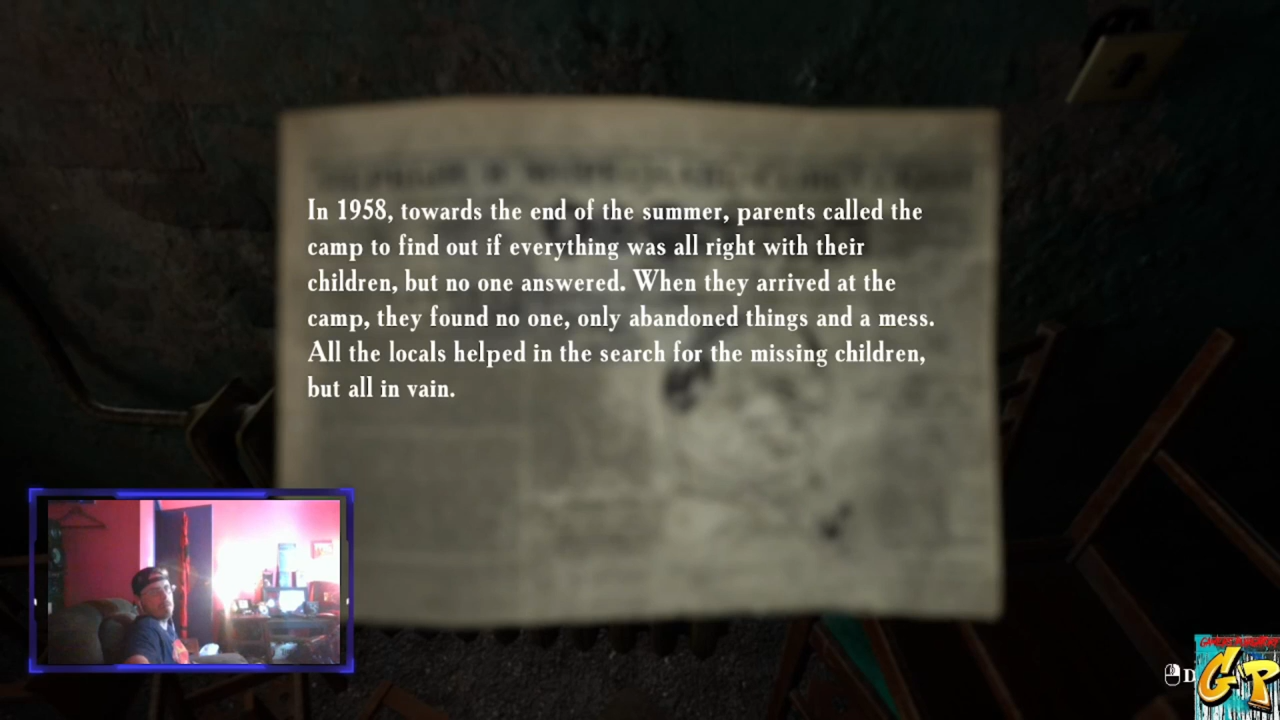 In 1958, towards the end of the summer, parents called the
camp to find out if everything was all right with their
children, but no one answered. When they arrived at the
camp, they found no one, only abandoned things and a mess.
All the locals helped in the search for the missing children,
but all in vain.
D
GP